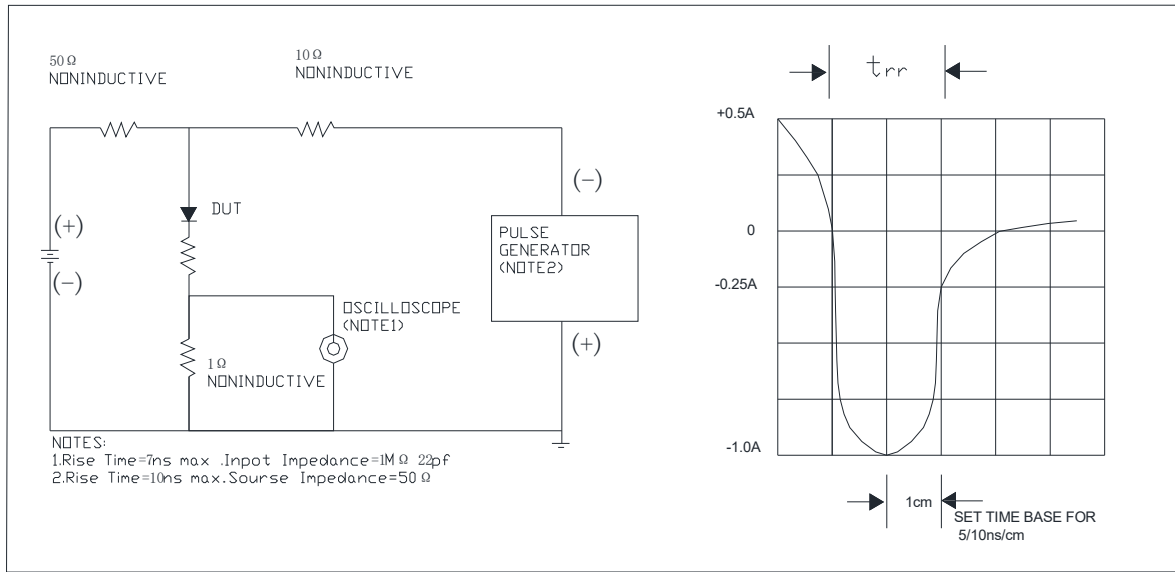 50Ω
NONINDUCTIVE
10Ω
NONINDUCTIVE
DUT
(+)
(-)
(-)
PULSE
GENERATOR
(NOTE2)
(+)
OSCILLOSCOPE
(NOTE1)
1Ω
NONINDUCTIVE
NOTES:
1.Rise Time=7ns max .Inpot Impedance=1MΩ 22pf
2.Rise Time=10ns max.Sourse Impedance=50Ω
trr
+0.5A
0
-0.25A
-1.0A
1cm
SET TIME BASE FOR
5/10ns/cm